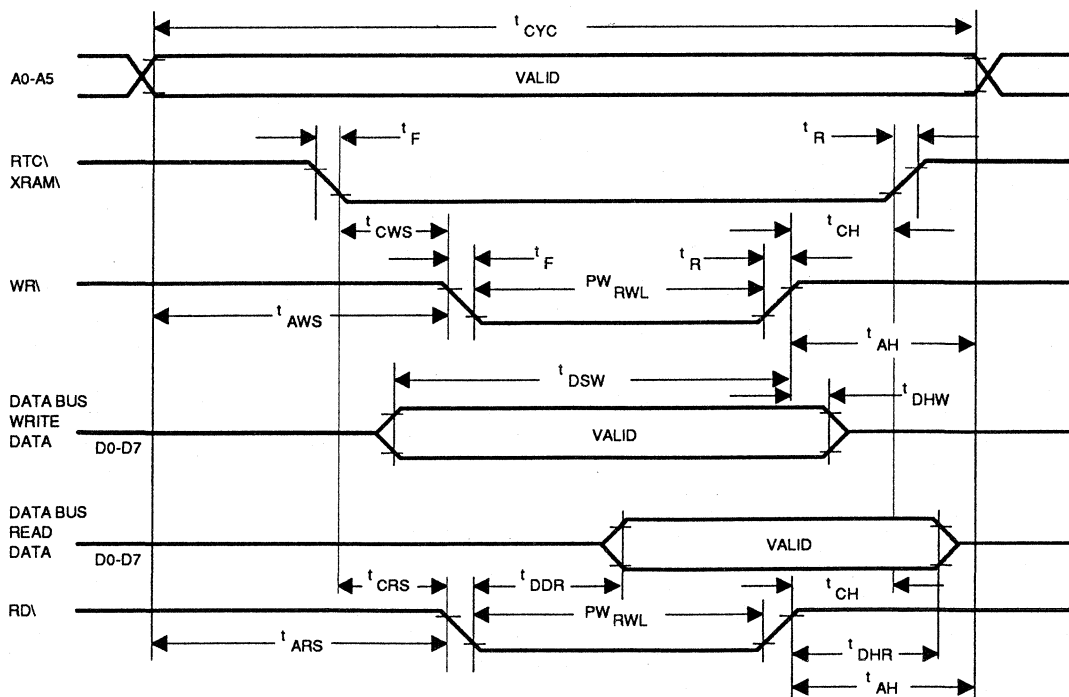 t CYC
A0-A5
VALID
t F
t R
RTC\
XRAM\
t CWS
t CH
t F
t R
WR\
PW RWL
t AWS
t AH
t DSW
t DHW
DATA BUS
WRITE
DATA
D0-D7
VALID
DATA BUS
READ
DATA
D0-D7
VALID
t CRS
t DDR
t CH
RD\
PW RWL
t ARS
t DHR
t AH